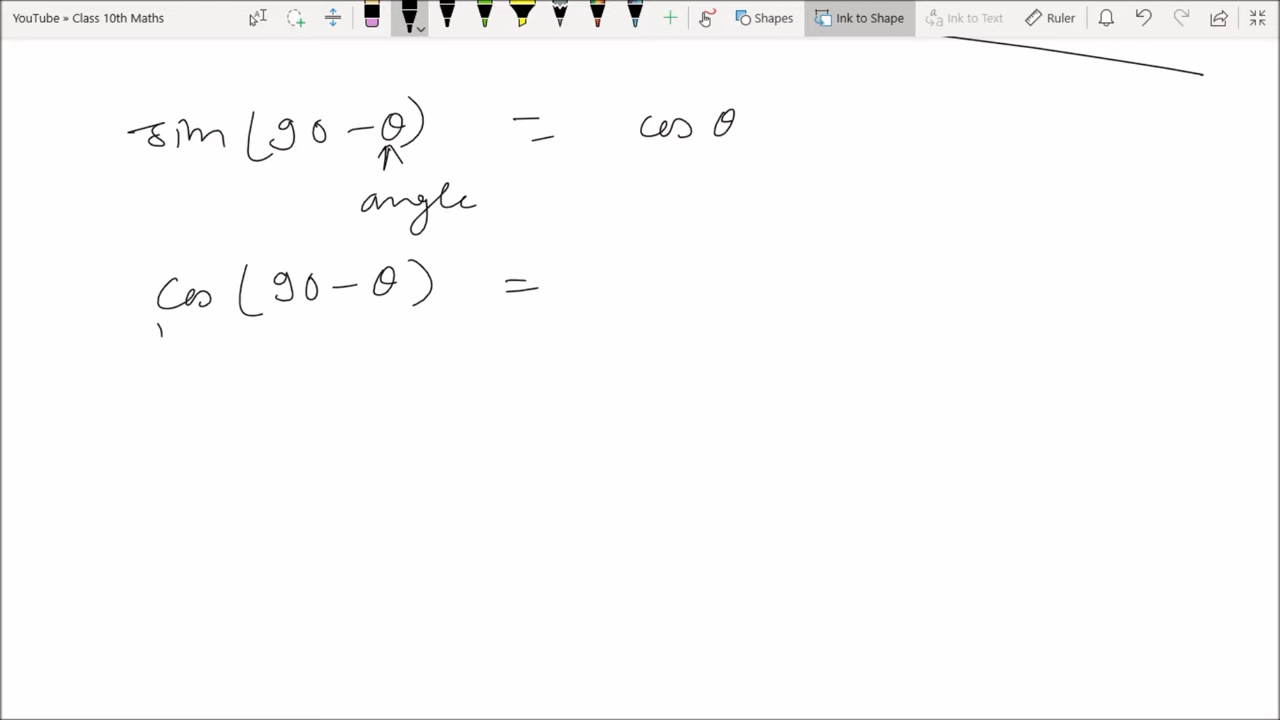 YouTube » Class 10th Maths
Shapes
Ink to Shape
Ink to Text
Ruler
sin (90 - θ) = cos θ
angle
cos (90 - θ) =